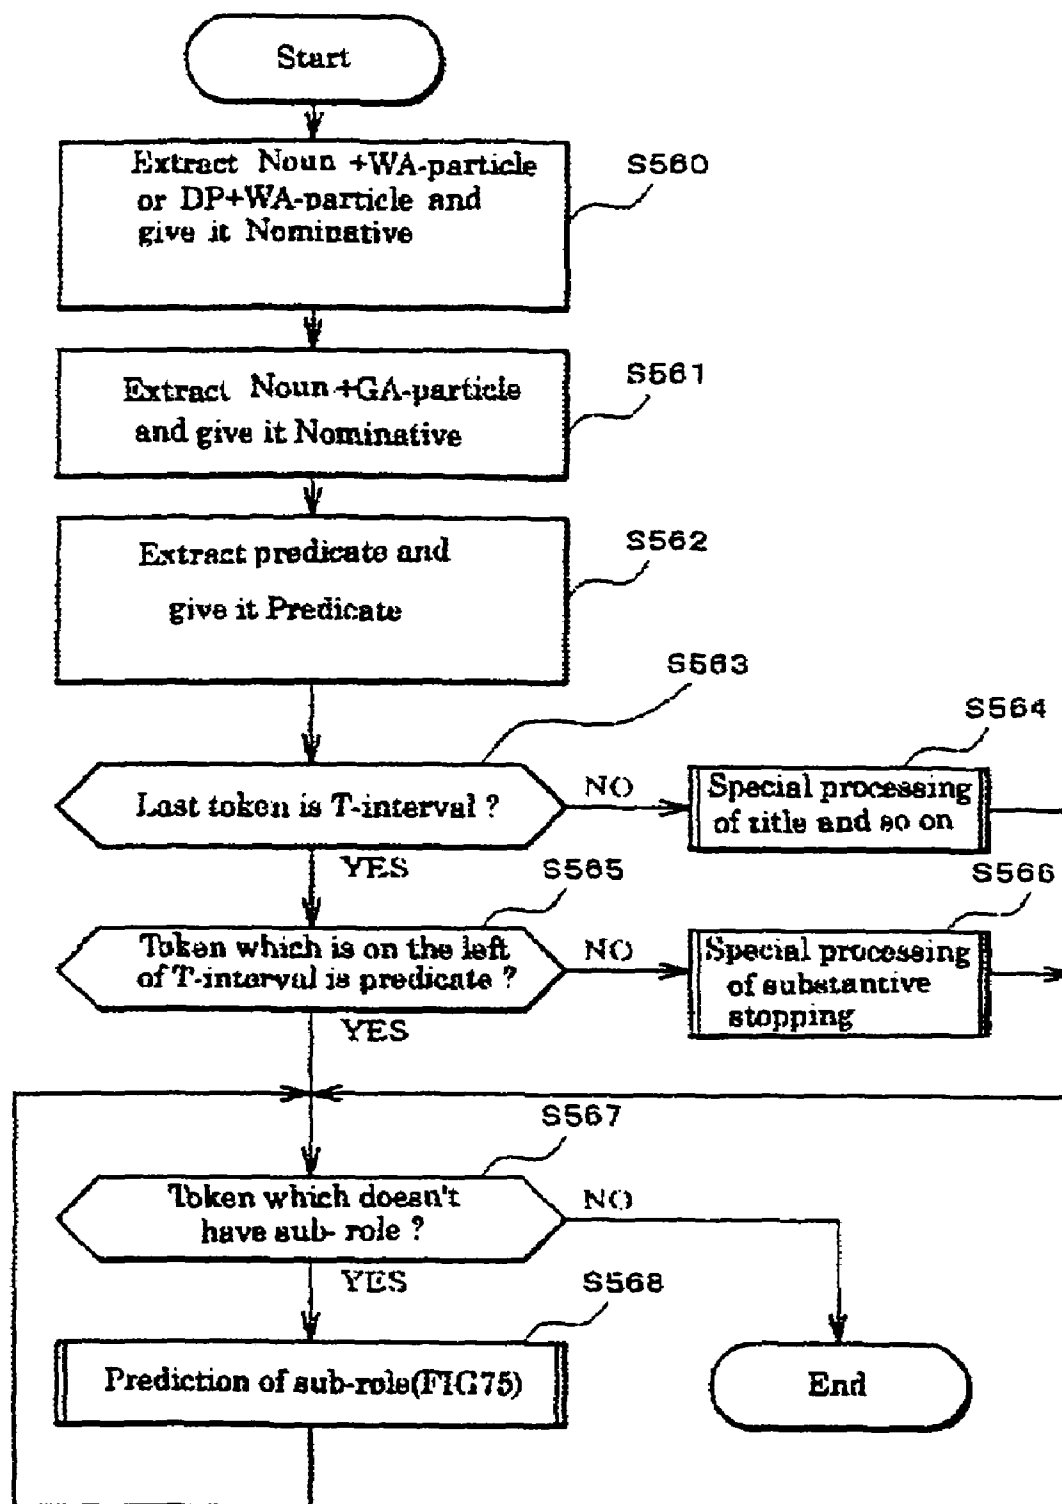 Start
Extract Noun +WA-particle
or DP+WA-particle and
give it Nominative
S560
Extract Noun +GA-particle
and give it Nominative
S561
Extract predicate and
give it Predicate
S562
S563
Last token is T-interval ?
NO
YES
S564
Special processing
of title and so on
S565
Token which is on the left
of T-interval is predicate ?
NO
YES
S566
Special processing
of substantive
stopping
S567
Token which doesn't
have sub- role ?
NO
YES
S568
Prediction of sub-role(FIG75)
End